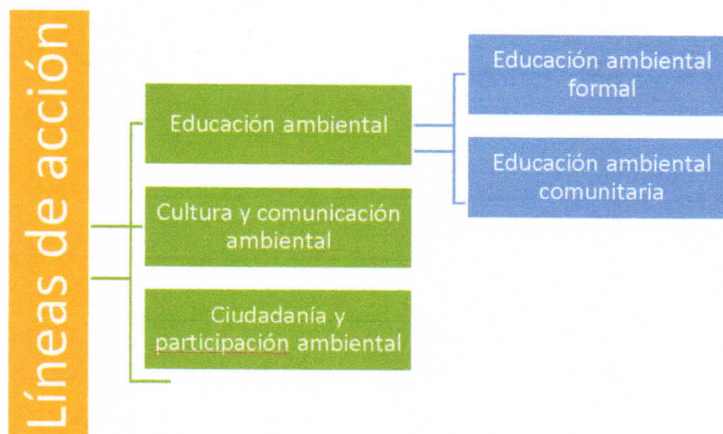 Líneas de acción
Educación ambiental
Cultura y comunicación
ambiental
Ciudadanía y
participación ambiental
Educación ambiental
formal
Educación ambiental
comunitaria